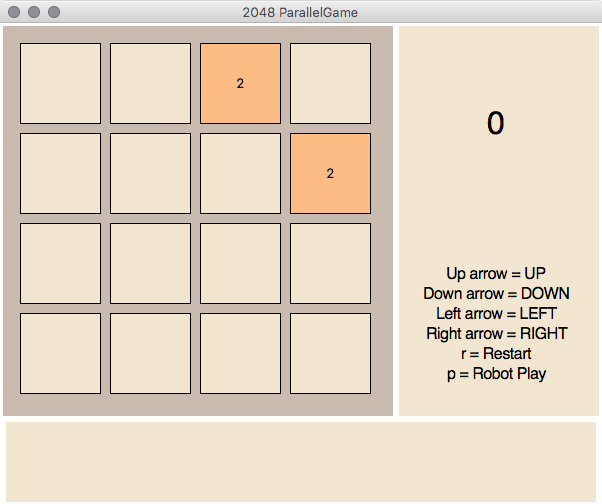 2048 ParallelGame
2
2
0
Up arrow = UP
Down arrow = DOWN
Left arrow = LEFT
Right arrow = RIGHT
r = Restart
p = Robot Play